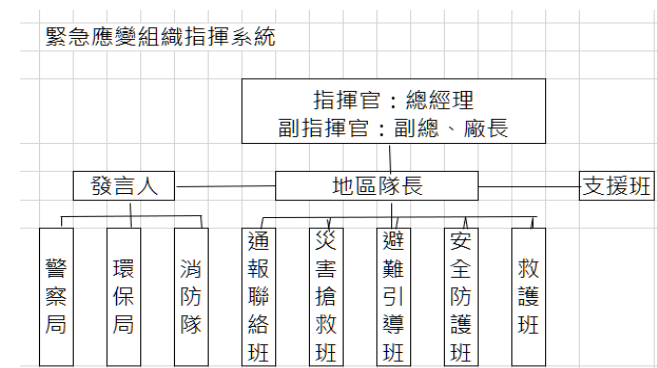 緊急應變組織指揮系統
指揮官：總經理
副指揮官：副總、廠長
發言人
地區隊長
支援班
警察局
環保局
消防隊
通報聯絡班
災害搶救班
避難引導班
安全防護班
救護班